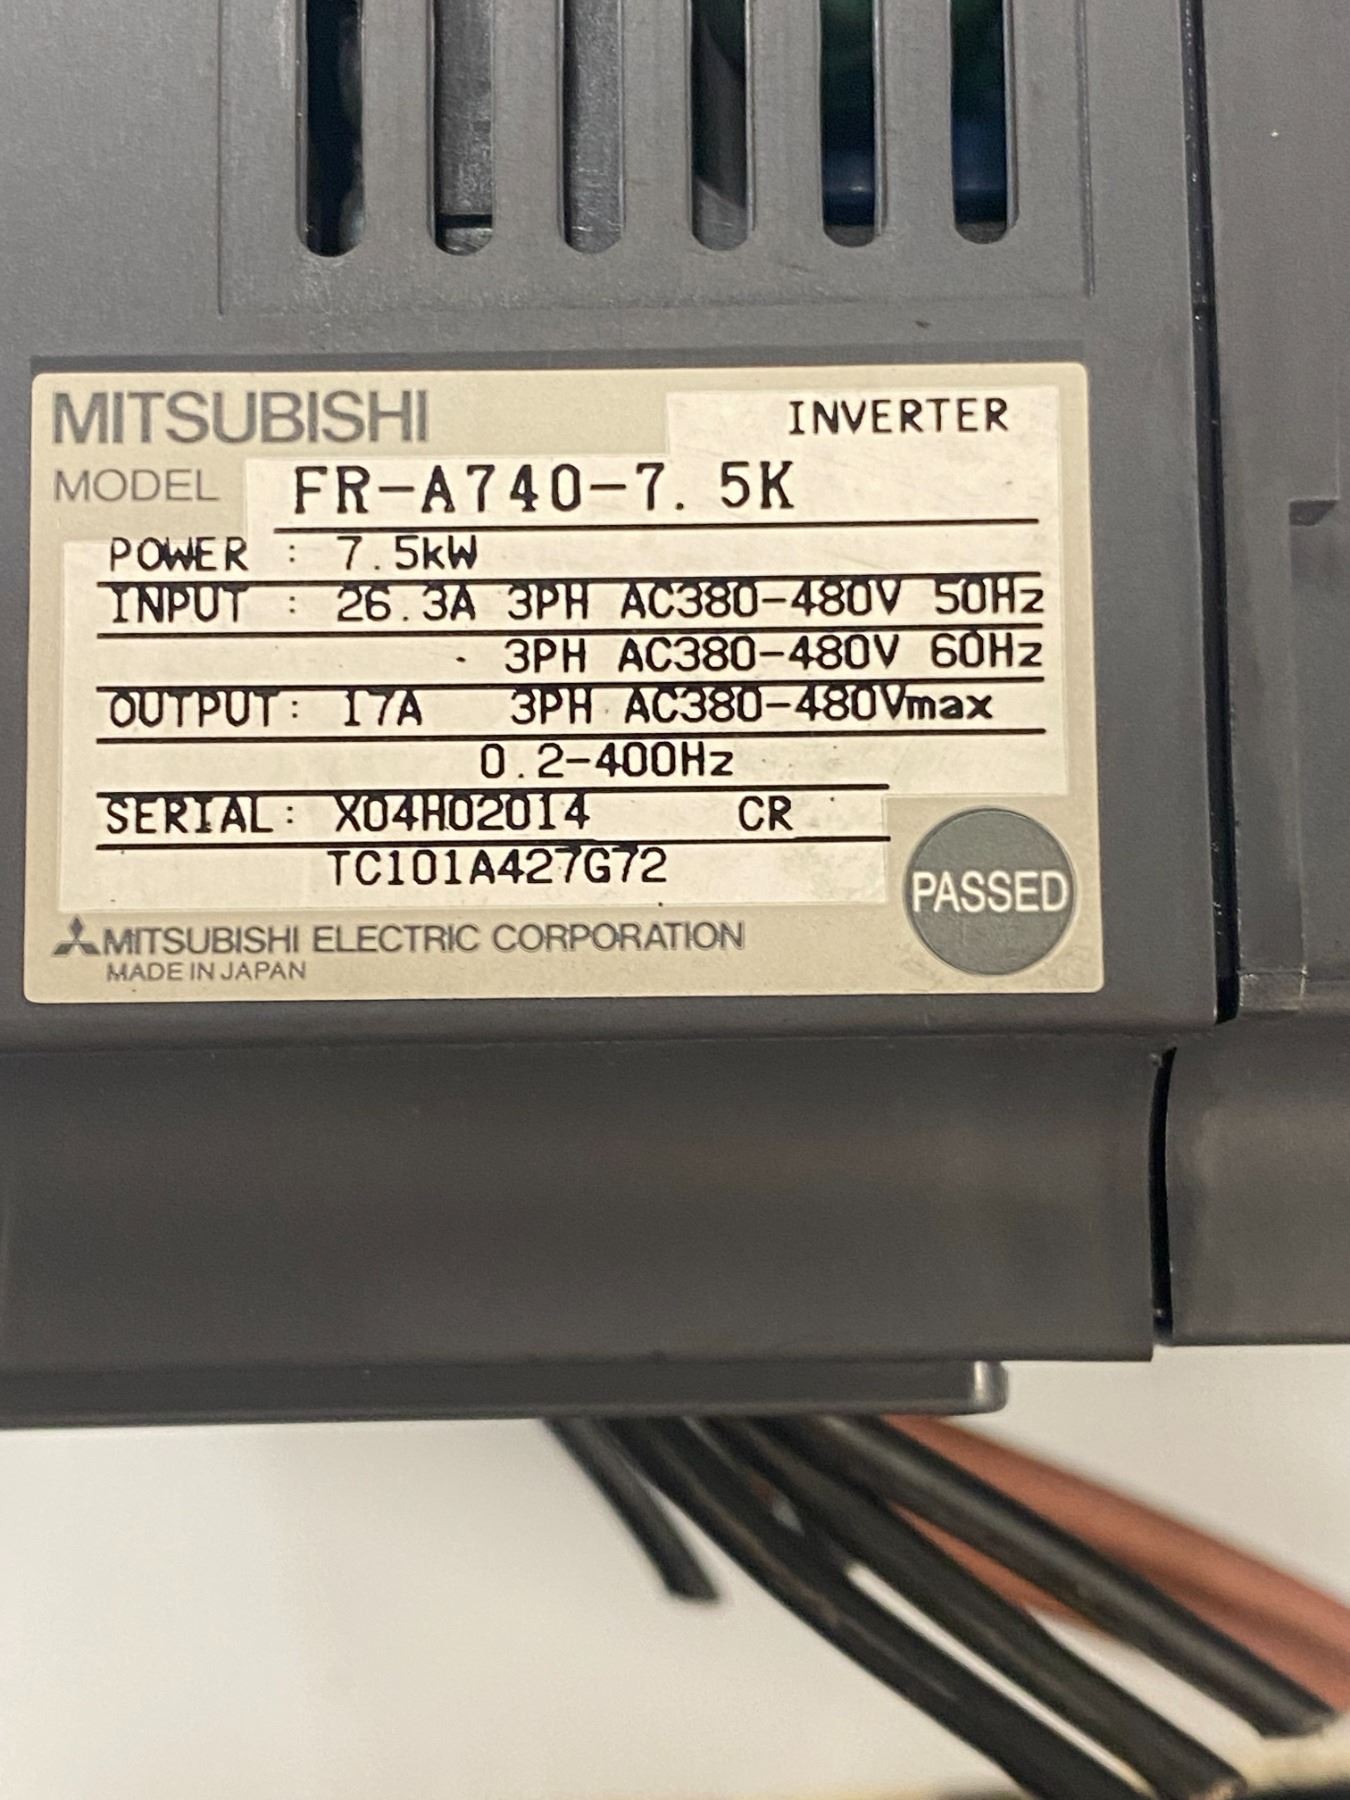 MITSUBISHI INVERTER
MODEL FR-A740-7.5K
POWER : 7.5kW
INPUT : 26.3A 3PH AC380-480V 50Hz
3PH AC380-480V 60Hz
OUTPUT: 17A 3PH AC380-480Vmax
0.2-400Hz
SERIAL: X04H02014 CR
TC101A427G72
PASSED
MITSUBISHI ELECTRIC CORPORATION
MADE IN JAPAN